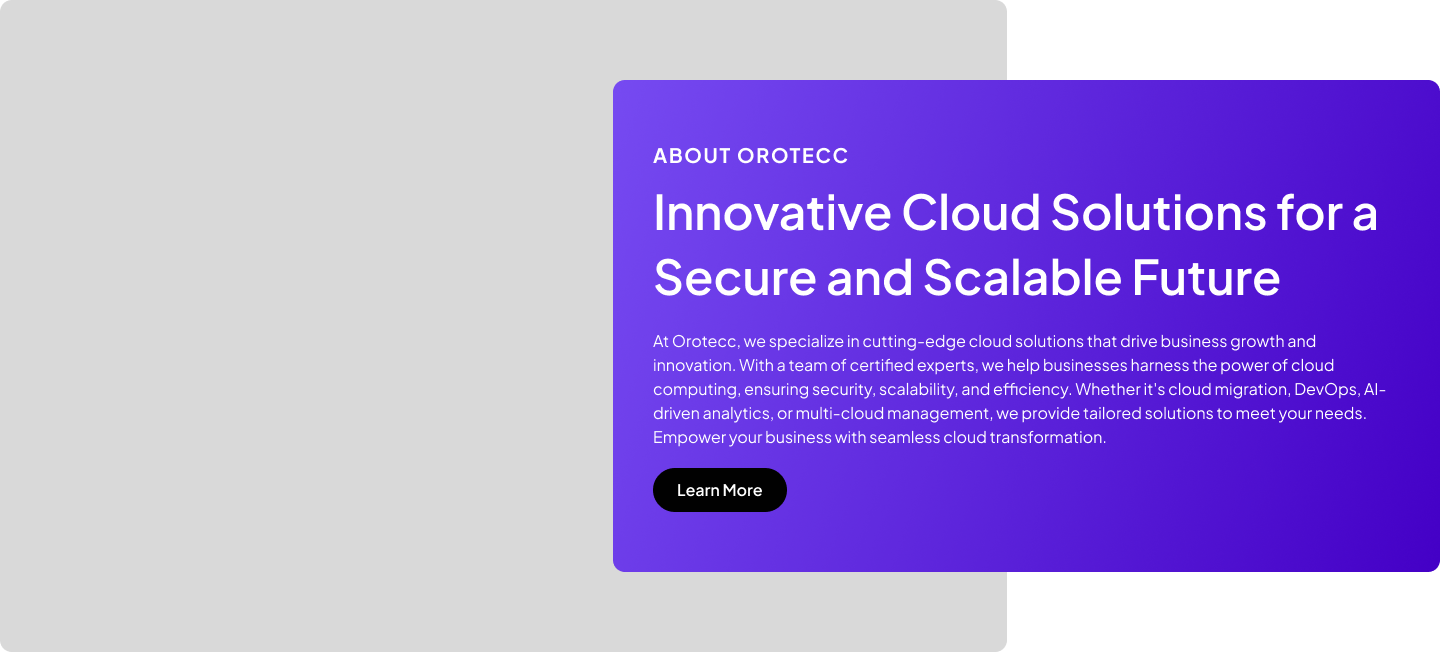 ABOUT OROTECC
Innovative Cloud Solutions for a
Secure and Scalable Future
At Orotecc, we specialize in cutting-edge cloud solutions that drive business growth and
innovation. With a team of certified experts, we help businesses harness the power of cloud
computing, ensuring security, scalability, and efficiency. Whether it's cloud migration, DevOps, AI-
driven analytics, or multi-cloud management, we provide tailored solutions to meet your needs.
Empower your business with seamless cloud transformation.
Learn More